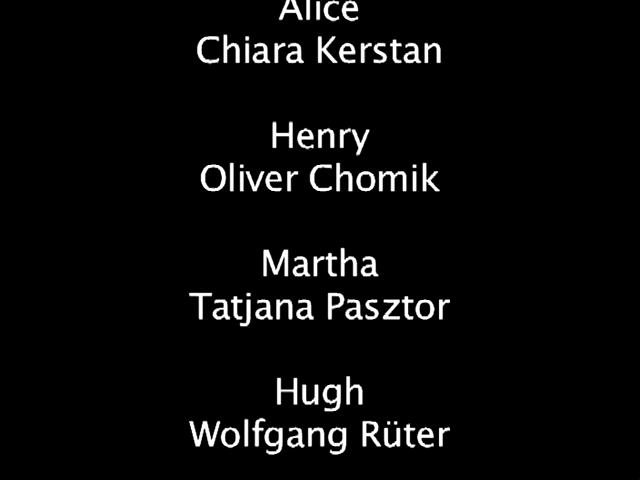 Alice
Chiara Kerstan
Henry
Oliver Chomik
Martha
Tatjana Pasztor
Hugh
Wolfgang Rüter